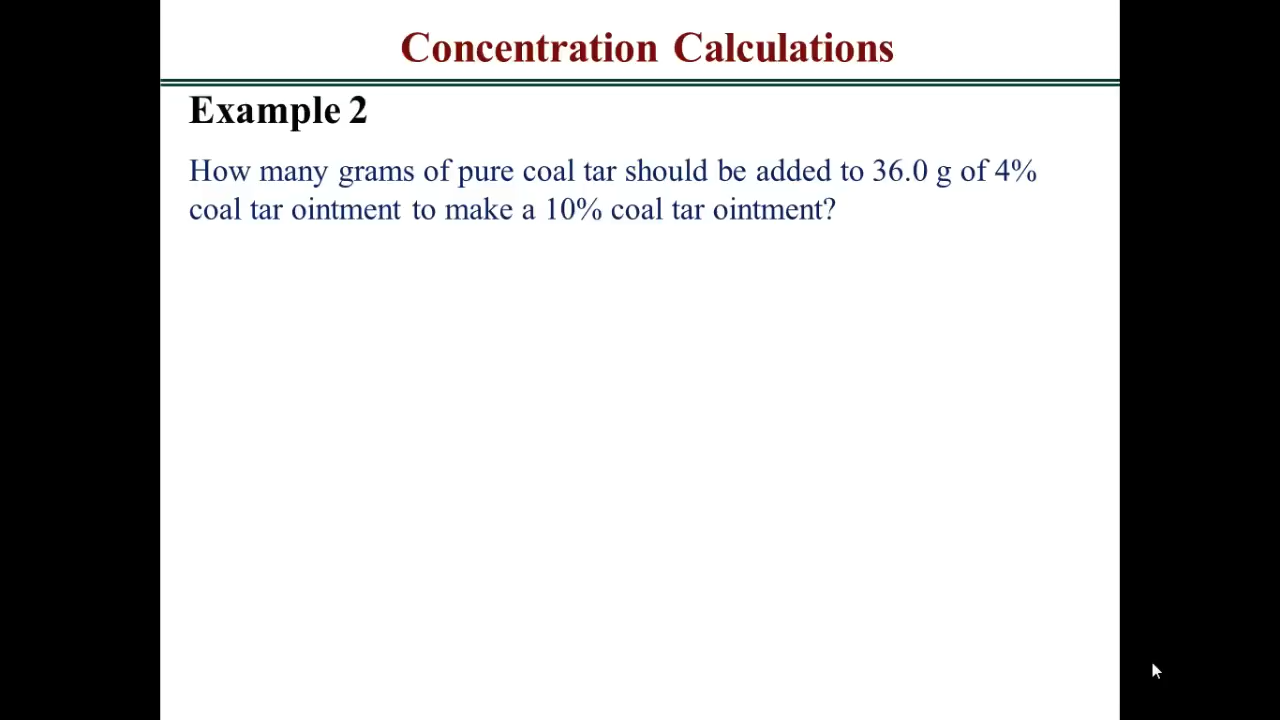 Concentration Calculations
Example 2
How many grams of pure coal tar should be added to 36.0 g of 4%
coal tar ointment to make a 10% coal tar ointment?